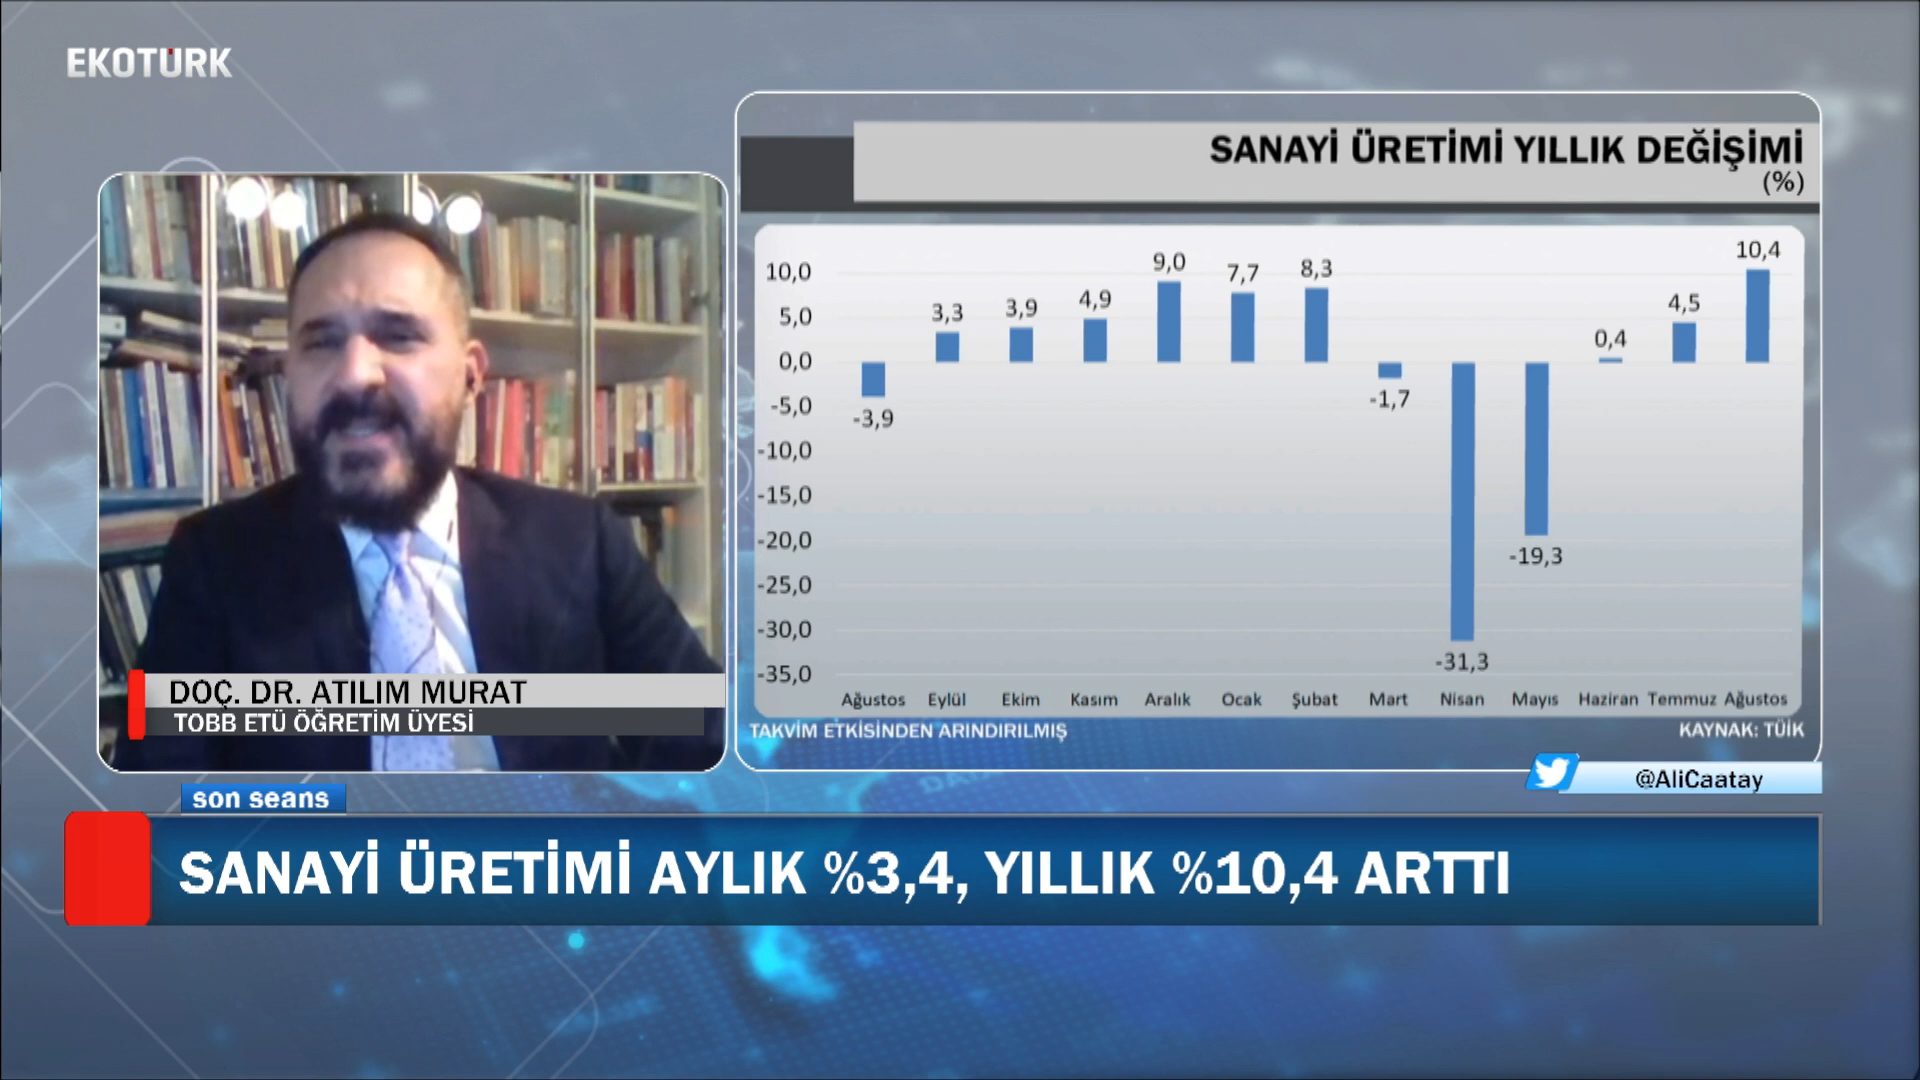 EKOTÜRK
SANAYİ ÜRETİMİ YILLIK DEĞİŞİMİ
(%)
10,0
5,0
0,0
-5,0
-10,0
-15,0
-20,0
-25,0
-30,0
-35,0
-3,9
3,3
3,9
4,9
9,0
7,7
8,3
-1,7
-31,3
-19,3
0,4
4,5
10,4
Ağustos Eylül Ekim Kasım Aralık Ocak Şubat Mart Nisan Mayıs Haziran Temmuz Ağustos
TAKVİM ETKİSİNDEN ARINDIRILMIŞ
KAYNAK: TÜİK
DOÇ. DR. ATILIM MURAT
TOBB ETÜ ÖĞRETİM ÜYESİ
@AliCaatay
son seans
SANAYİ ÜRETİMİ AYLIK %3,4, YILLIK %10,4 ARTTI